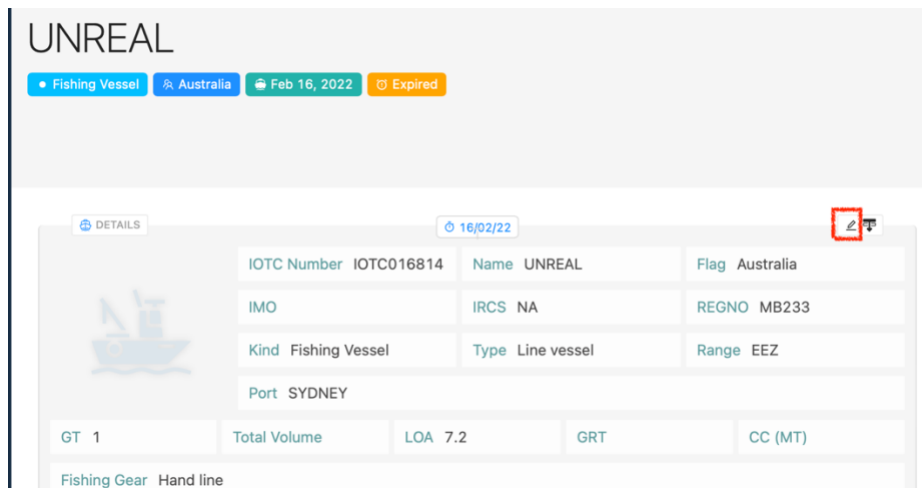 UNREAL
Fishing Vessel Australia Feb 16, 2022 Expired
DETAILS 16/02/22
IOTC Number IOTC016814 Name UNREAL Flag Australia
IMO IRCS NA REGNO MB233
Kind Fishing Vessel Type Line vessel Range EEZ
Port SYDNEY
GT 1 Total Volume LOA 7.2 GRT CC (MT)
Fishing Gear Hand line